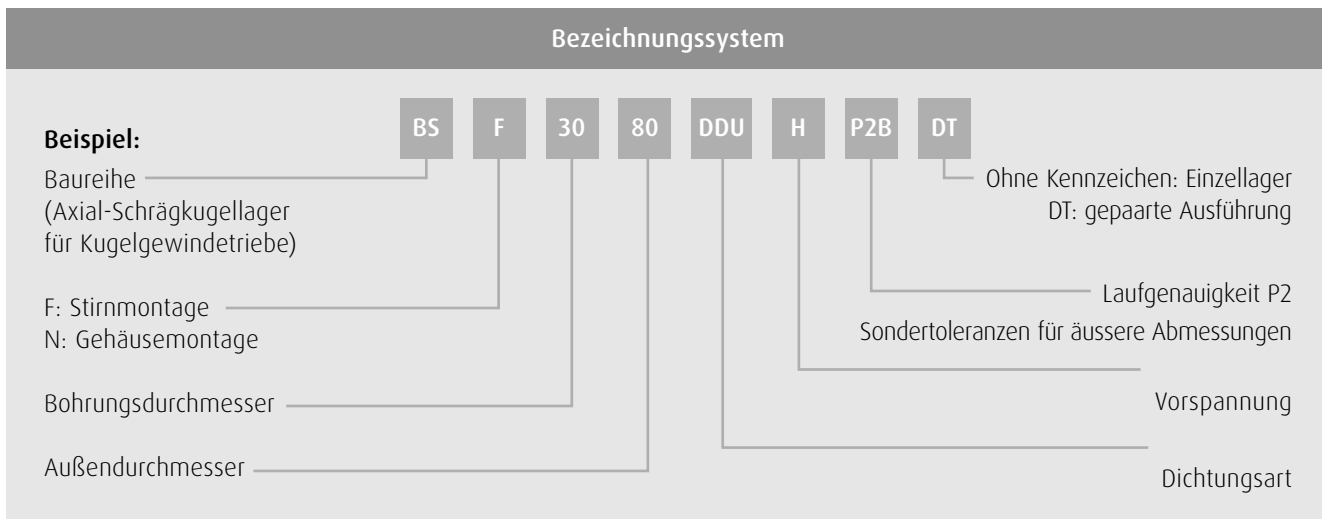 Bezeichnungssystem
Beispiel:
BS F 30 80 DDU H P2B DT
Baureihe
(Axial-Schrägkugellager
für Kugelgewindetriebe)
F: Stirnmontage
N: Gehäusemontage
Bohrungsdurchmesser
Außendurchmesser
Ohne Kennzeichen: Einzellager
DT: gepaarte Ausführung
Laufgenauigkeit P2
Sondertoleranzen für äussere Abmessungen
Vorspannung
Dichtungsart